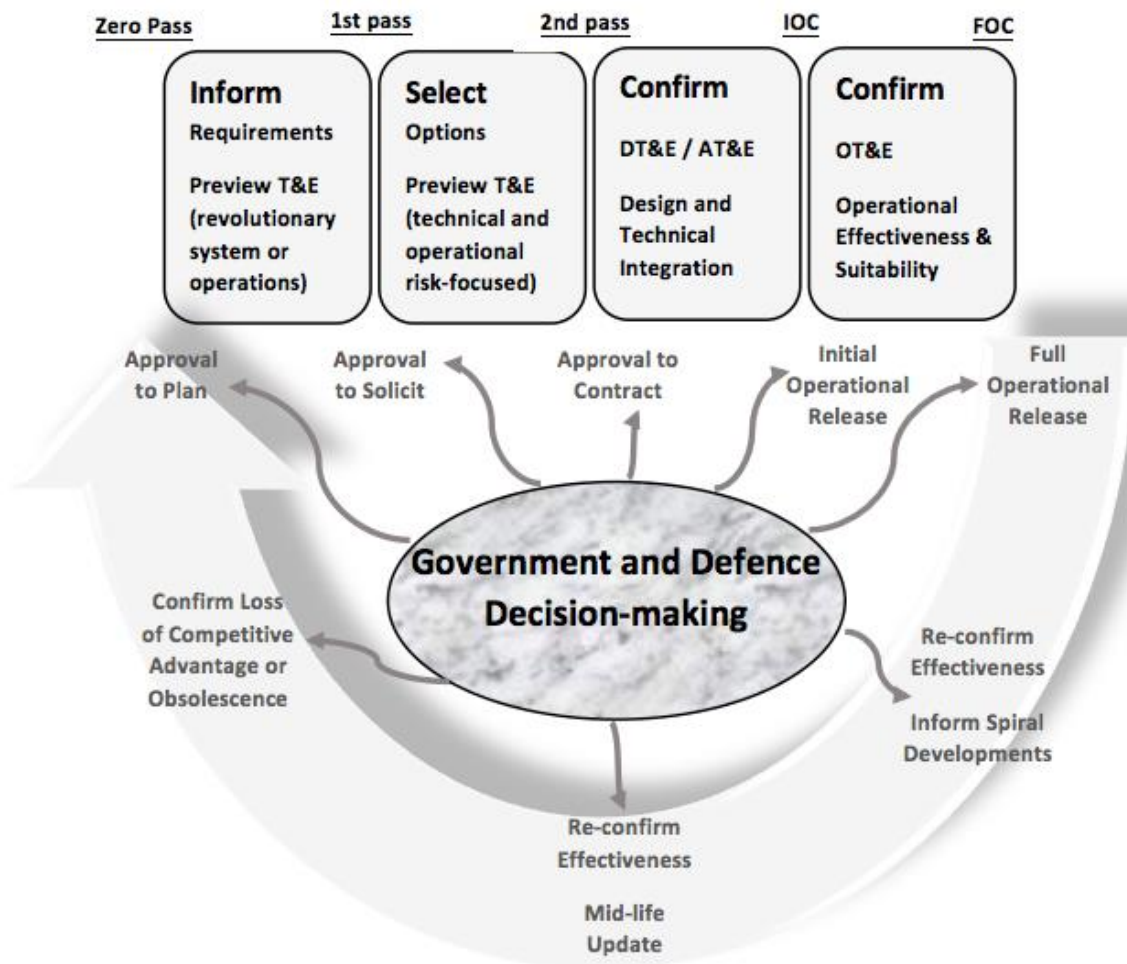 Zero Pass
1st pass
2nd pass
IOC
FOC
Inform
Requirements
Preview T&E
(revolutionary
system or
operations)
Select
Options
Preview T&E
(technical and
operational
risk-focused)
Confirm
DT&E / AT&E
Design and
Technical
Integration
Confirm
OT&E
Operational
Effectiveness &
Suitability
Approval
to Plan
Approval
to Solicit
Approval to
Contract
Initial
Operational
Release
Full
Operational
Release
Government and Defence
Decision-making
Confirm Loss
of Competitive
Advantage or
Obsolescence
Re-confirm
Effectiveness
Inform Spiral
Developments
Re-confirm
Effectiveness
Mid-life
Update